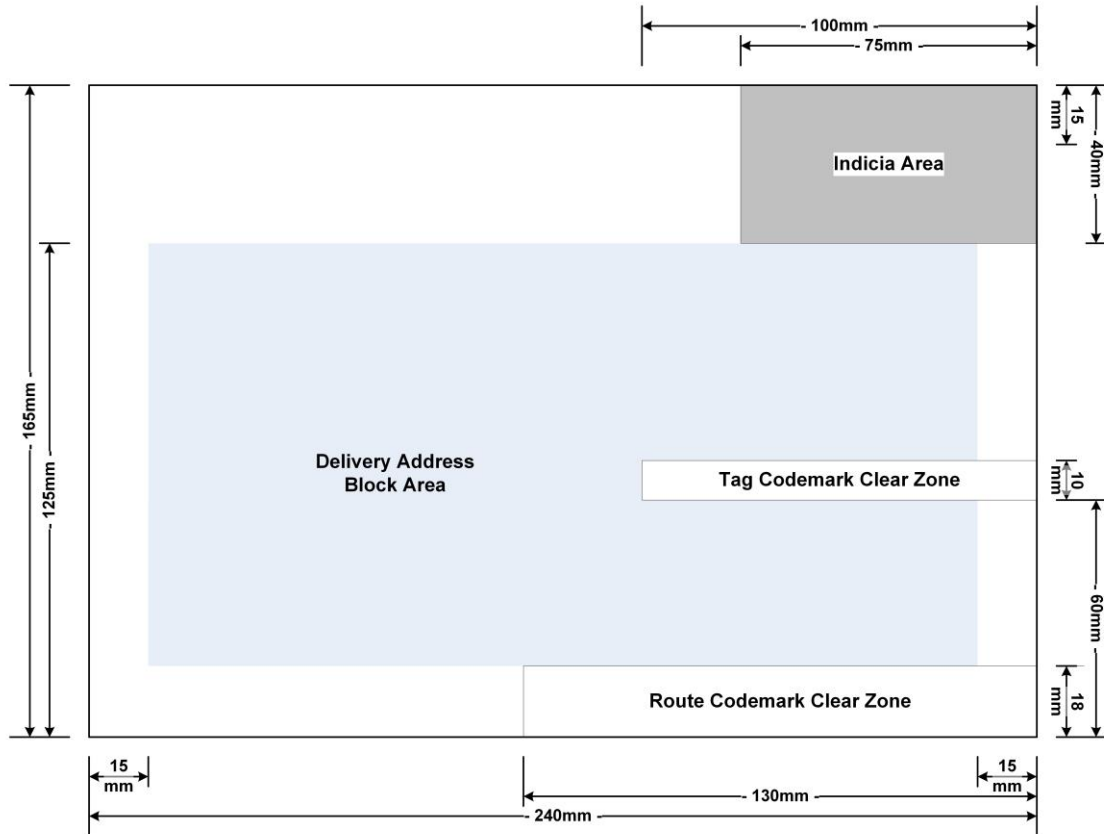 - 100mm -
- 75mm -
15
mm
- 40mm -
Indicia Area
- 165mm -
- 125mm -
Delivery Address
Block Area
Tag Codemark Clear Zone
10
mm
- 60mm -
Route Codemark Clear Zone
18
mm
15
mm
15
mm
- 130mm -
- 240mm -